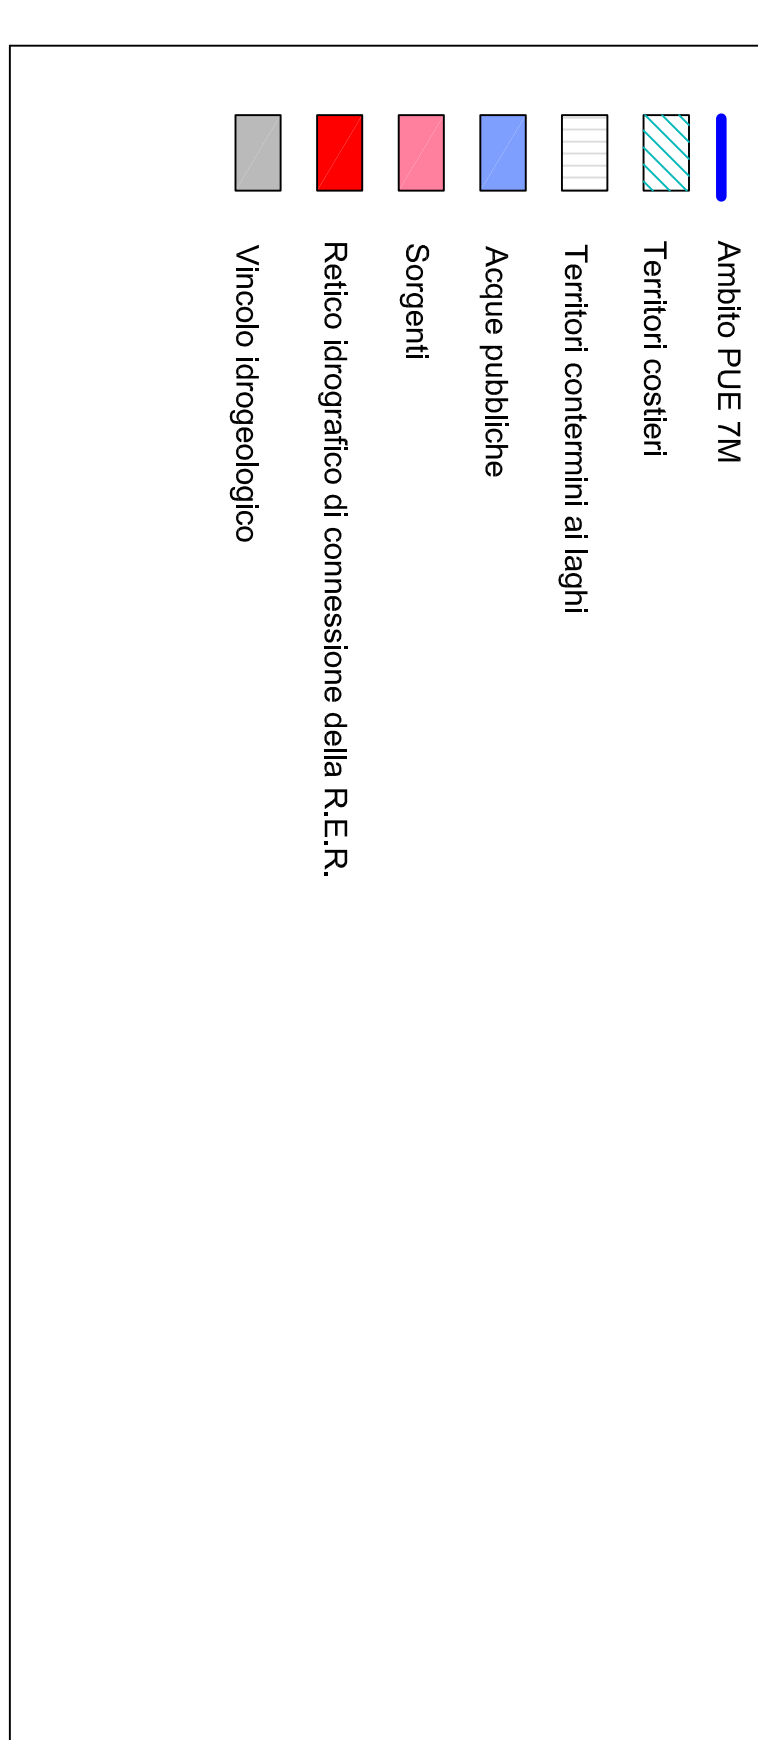 Ambito PUE 7M
Territori costieri
Territori contermini ai laghi
Acque pubbliche
Sorgenti
Retico idrografico di connessione della R.E.R.
Vincolo idrogeologico